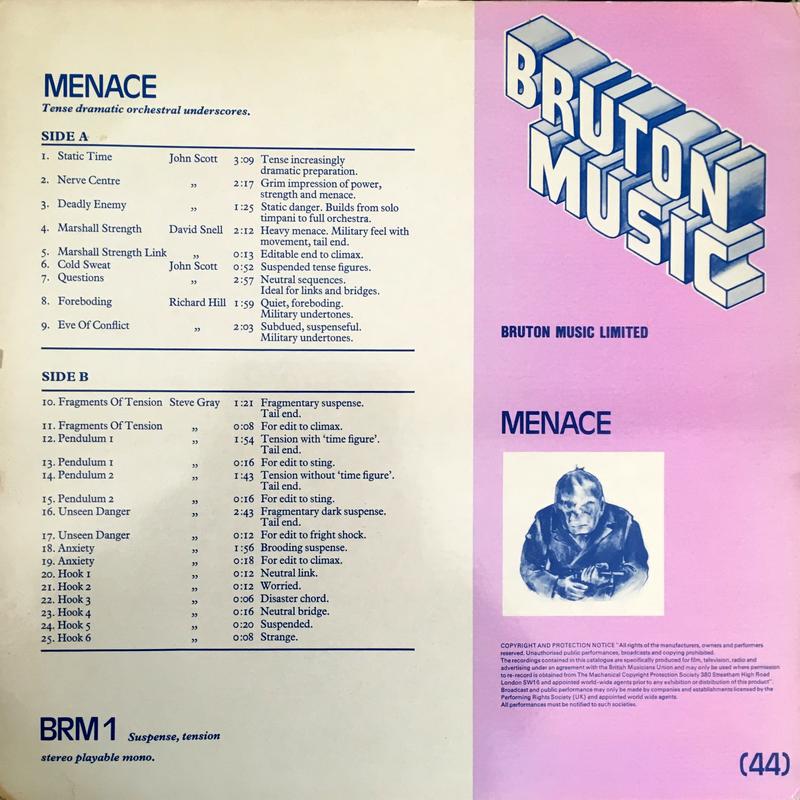 MENACE
Tense dramatic orchestral underscores.
SIDE A
1. Static Time John Scott 3:09 Tense increasingly
dramatic preparation.
2. Nerve Centre ,, 2:17 Grim impression of power,
strength and menace.
3. Deadly Enemy ,, 1:25 Static danger. Builds from solo
timpani to full orchestra.
4. Marshall Strength David Snell 2:12 Heavy menace. Military feel with
movement, tail end.
5. Marshall Strength Link ,, 0:13 Editable end to climax.
6. Cold Sweat John Scott 0:52 Suspended tense figures.
7. Questions ,, 2:57 Neutral sequences.
Ideal for links and bridges.
8. Foreboding Richard Hill 1:59 Quiet, foreboding.
Military undertones.
9. Eve Of Conflict ,, 2:03 Subdued, suspenseful.
Military undertones.
SIDE B
10. Fragments Of Tension Steve Gray 1:21 Fragmentary suspense.
Tail end.
11. Fragments Of Tension ,, 0:08 For edit to climax.
12. Pendulum 1 ,, 1:54 Tension with ‘time figure’.
Tail end.
13. Pendulum 1 ,, 0:16 For edit to sting.
14. Pendulum 2 ,, 1:43 Tension without ‘time figure’.
Tail end.
15. Pendulum 2 ,, 0:16 For edit to sting.
16. Unseen Danger ,, 2:43 Fragmentary dark suspense.
Tail end.
17. Unseen Danger ,, 0:12 For edit to fright shock.
18. Anxiety ,, 1:56 Brooding suspense.
19. Anxiety ,, 0:18 For edit to climax.
20. Hook 1 ,, 0:12 Neutral link.
21. Hook 2 ,, 0:12 Worried.
22. Hook 3 ,, 0:06 Disaster chord.
23. Hook 4 ,, 0:16 Neutral bridge.
24. Hook 5 ,, 0:20 Suspended.
25. Hook 6 ,, 0:08 Strange.
BRM 1 Suspense, tension
stereo playable mono.
BRUTON
MUSIC
BRUTON MUSIC LIMITED
MENACE
COPYRIGHT AND PROTECTION NOTICE "All rights of the manufacturers, owners and performers
reserved. Unauthorised public performances, broadcasts and copying prohibited.
The recordings contained in this catalogue are specifically produced for film, television, radio and
advertising under an agreement with the British Musicians Union and may only be used where permission
to re-record is obtained from The Mechanical Copyright Protection Society 380 Streatham High Road
London SW16 and appointed world-wide agents prior to any exhibition or distribution of this product".
Broadcast and public performance may only be made by companies and establishments licensed by the
Performing Rights Society (UK) and appointed world wide agents.
All performances must be notified to such societies.
(44)